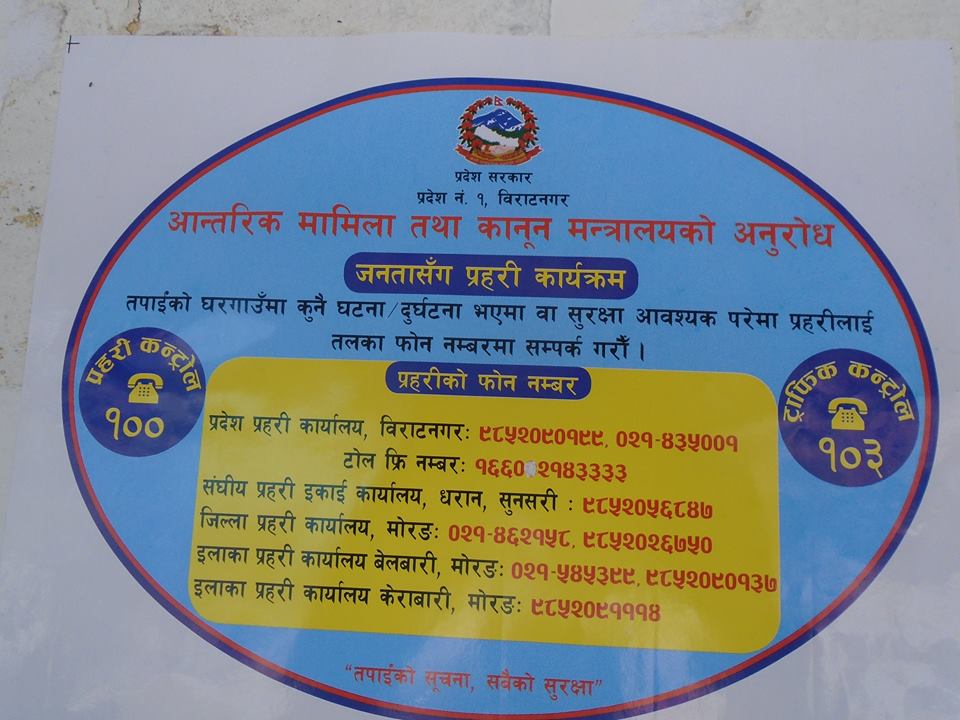 प्रदेश सरकार
प्रदेश नं. १, विराटनगर
आन्तरिक मामिला तथा कानून मन्त्रालयको अनुरोध
जनतासँग प्रहरी कार्यक्रम
तपाईंको घरगाउँमा कुनै घटना/दुर्घटना भएमा वा सुरक्षा आवश्यक परेमा प्रहरीलाई
तलका फोन नम्बरमा सम्पर्क गरौँ ।
प्रहरी कन्ट्रोल
१००
ट्राफिक कन्ट्रोल
१०३
प्रहरीको फोन नम्बर
प्रदेश प्रहरी कार्यालय, विराटनगरः ९८५२०९०१९९, ०२१-४३५००१
टोल फ्रि नम्बरः १६६० २१४३३३३
संघीय प्रहरी इकाई कार्यालय, धरान, सुनसरी : ९८५२०५६८४७
जिल्ला प्रहरी कार्यालय, मोरङः ०२१-४६२१५८, ९८५२०२६७५०
इलाका प्रहरी कार्यालय बेलबारी, मोरङः ०२१-५४५३९९, ९८५२०९०१३७
इलाका प्रहरी कार्यालय केराबारी, मोरङः ९८५२०९१११४
“तपाईंको सूचना, सवैको सुरक्षा”